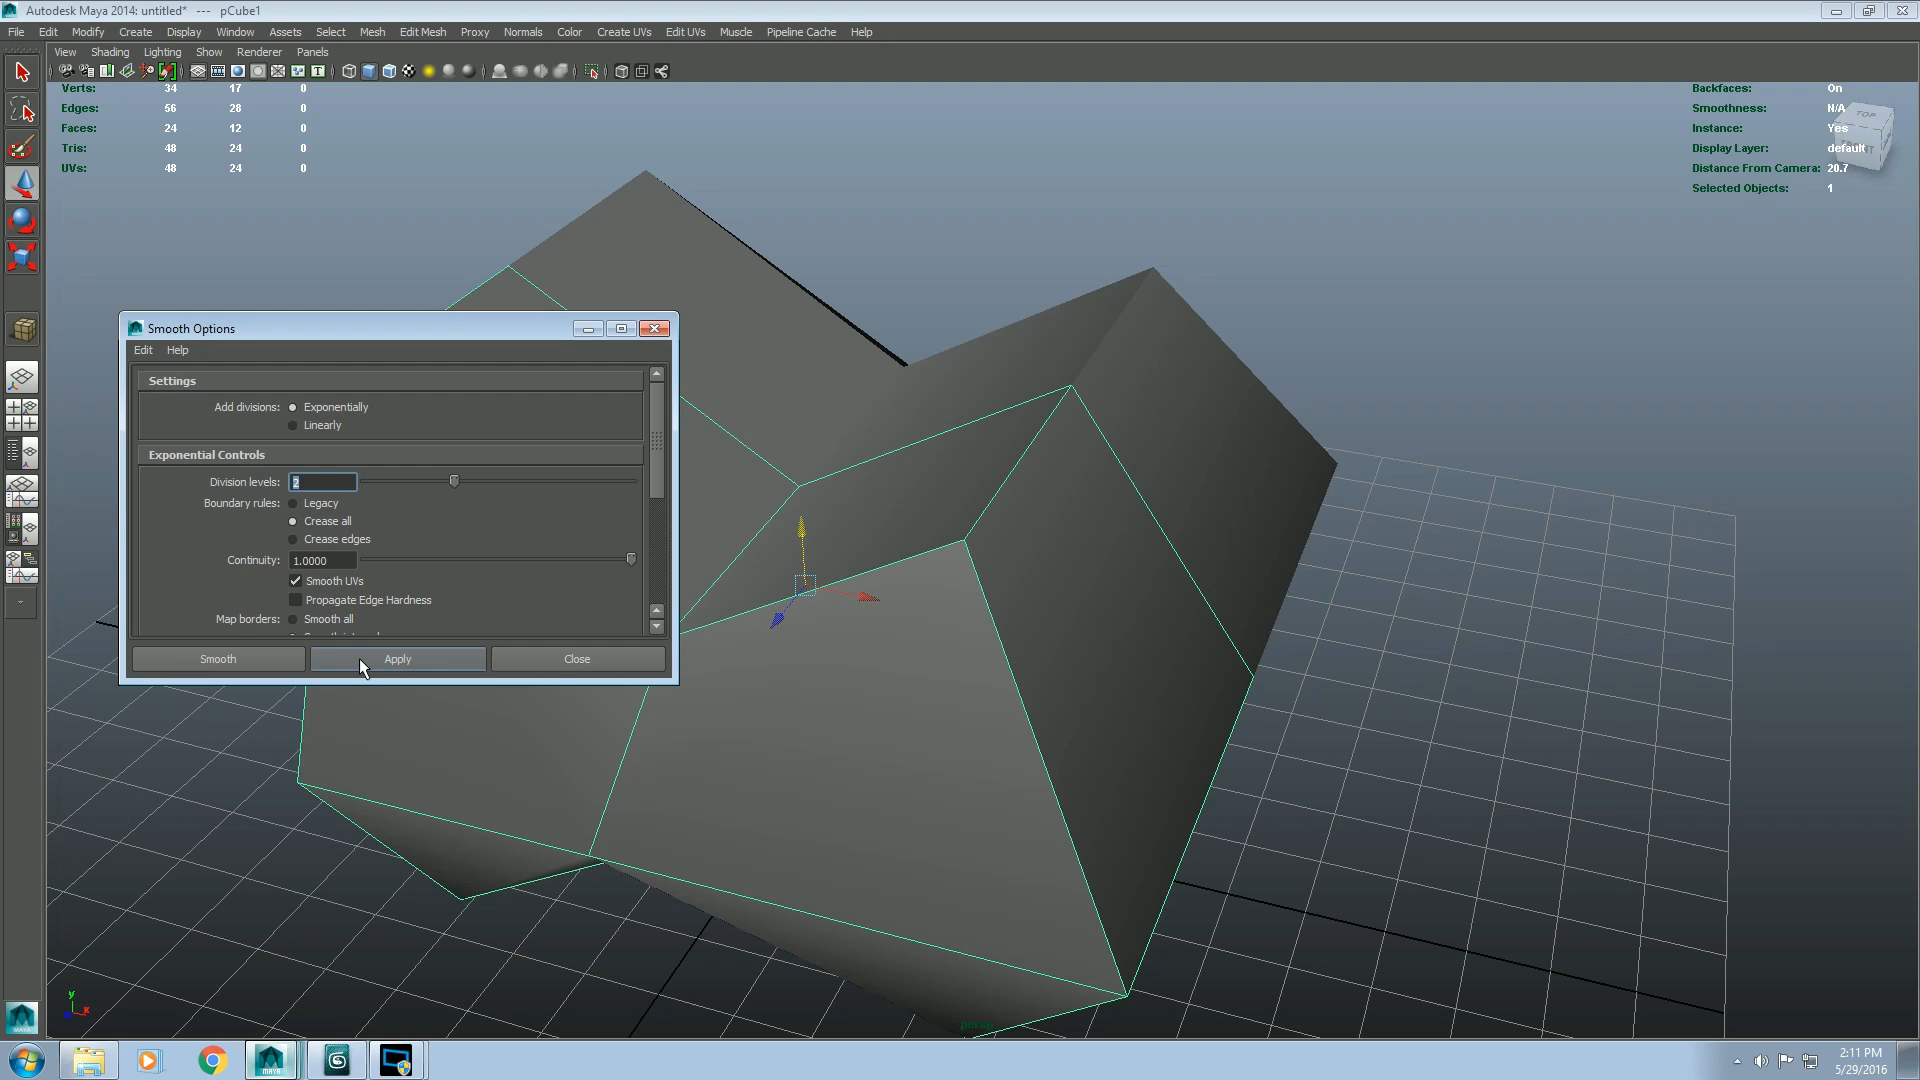 Autodesk Maya 2014: untitled* --- pCube1
File Edit Modify Create Display Window Assets Select Mesh Edit Mesh Proxy Normals Color Create UVs Edit UVs Muscle Pipeline Cache Help
View Shading Lighting Show Renderer Panels
Verts: 34 17 0
Edges: 56 28 0
Faces: 24 12 0
Tris: 48 24 0
UVs: 48 24 0
Backfaces: On
Smoothness: N/A
Instance: Yes
Display Layer: default
Distance From Camera: 20.7
Selected Objects: 1
TOP
FRONT
Smooth Options
Edit Help
Settings
Add divisions: Exponentially
Linearly
Exponential Controls
Division levels: 2
Boundary rules: Legacy
Crease all
Crease edges
Continuity: 1.0000
Smooth UVs
Propagate Edge Hardness
Map borders: Smooth all
Smooth Apply Close
y
x
persp
MAYA
MAYA
2:11 PM
5/29/2016